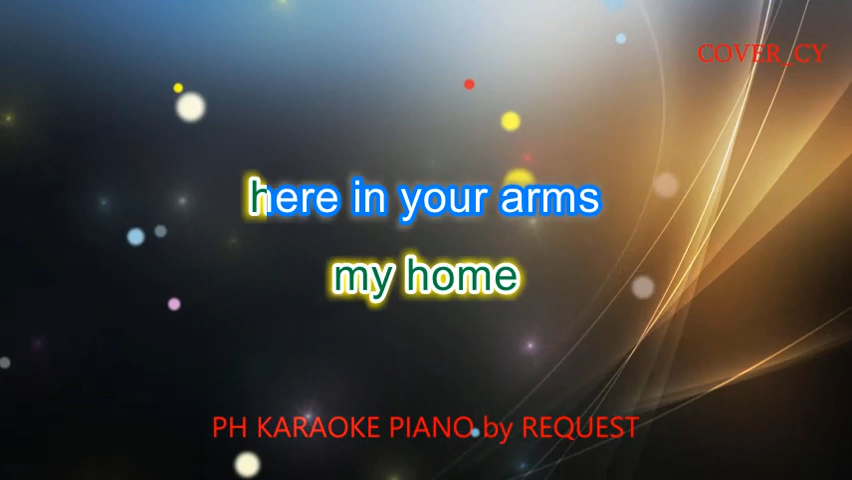 COVER_CY
here in your arms
my home
PH KARAOKE PIANO by REQUEST